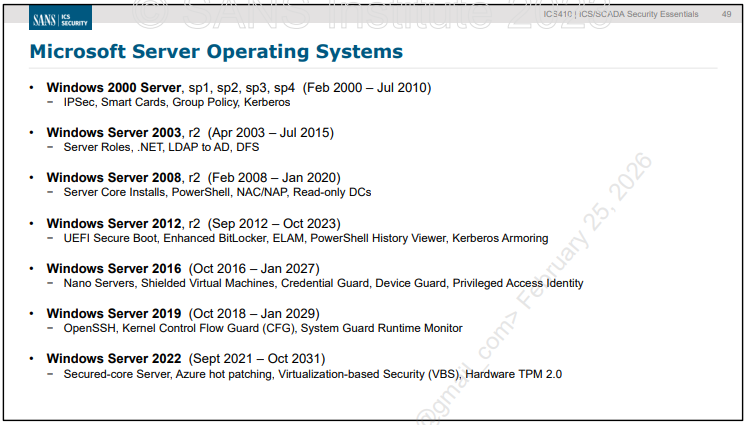 © SANS Institute 2026
SANS | ICS SECURITY
ICS410 | ICS/SCADA Security Essentials 49
Microsoft Server Operating Systems
• Windows 2000 Server, sp1, sp2, sp3, sp4 (Feb 2000 – Jul 2010)
– IPSec, Smart Cards, Group Policy, Kerberos
• Windows Server 2003, r2 (Apr 2003 – Jul 2015)
– Server Roles, .NET, LDAP to AD, DFS
• Windows Server 2008, r2 (Feb 2008 – Jan 2020)
– Server Core Installs, PowerShell, NAC/NAP, Read-only DCs
• Windows Server 2012, r2 (Sep 2012 – Oct 2023)
– UEFI Secure Boot, Enhanced BitLocker, ELAM, PowerShell History Viewer, Kerberos Armoring
• Windows Server 2016 (Oct 2016 – Jan 2027)
– Nano Servers, Shielded Virtual Machines, Credential Guard, Device Guard, Privileged Access Identity
• Windows Server 2019 (Oct 2018 – Jan 2029)
– OpenSSH, Kernel Control Flow Guard (CFG), System Guard Runtime Monitor
• Windows Server 2022 (Sept 2021 – Oct 2031)
– Secured-core Server, Azure hot patching, Virtualization-based Security (VBS), Hardware TPM 2.0
@gmail_com> February 25, 2026